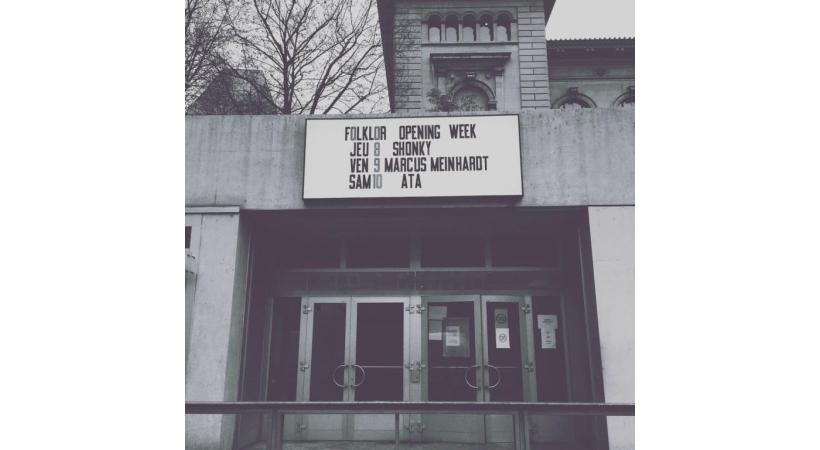 FOLKLOR OPENING WEEK
JEU 8 SHONKY
VEN 9 MARCUS MEINHARDT
SAM 10 ATA